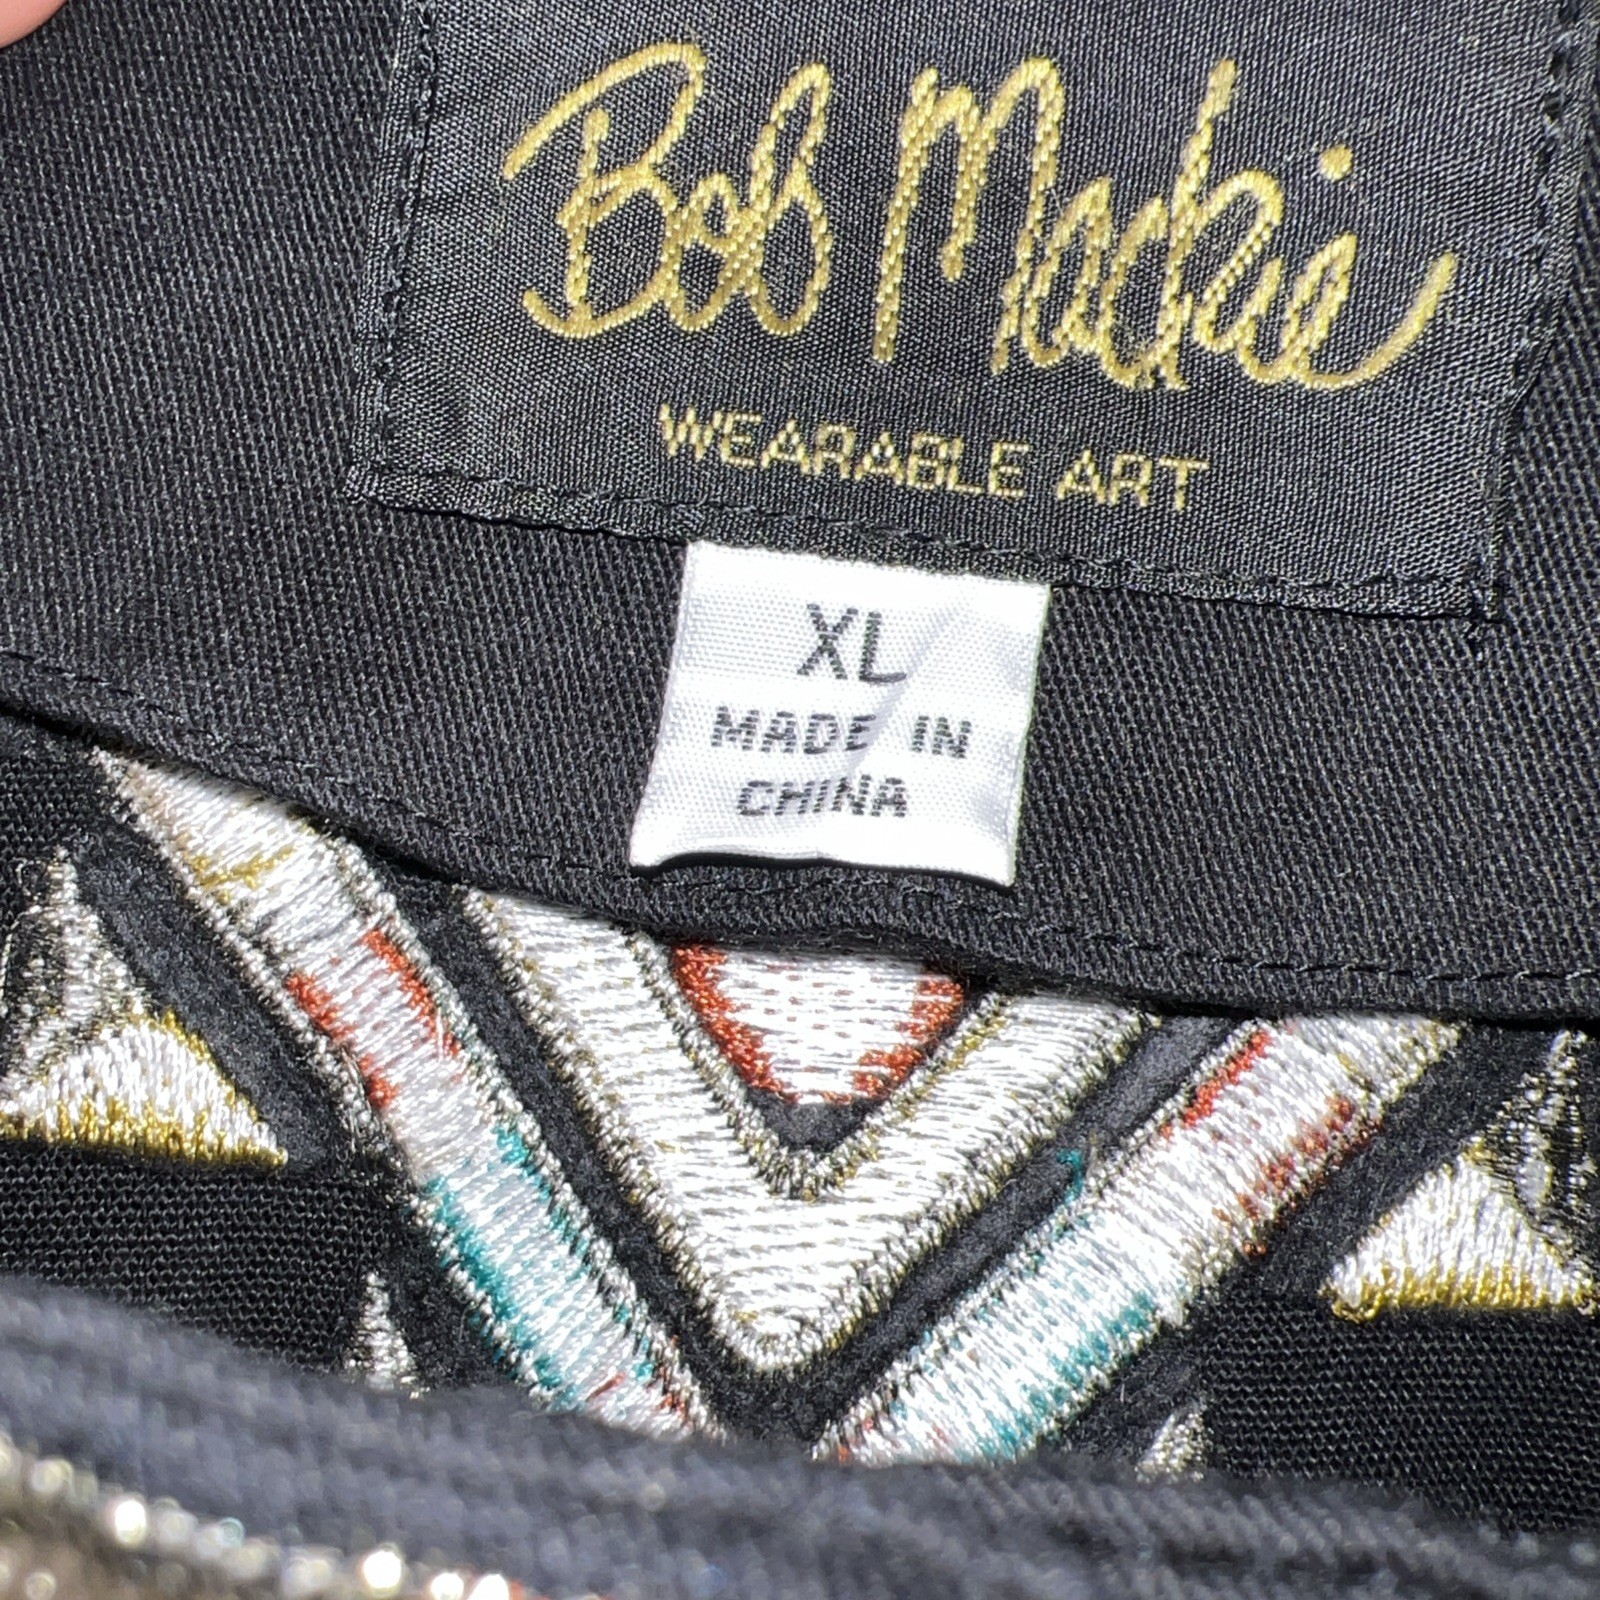 Bob Mackie
WEARABLE ART
XL
MADE IN
CHINA